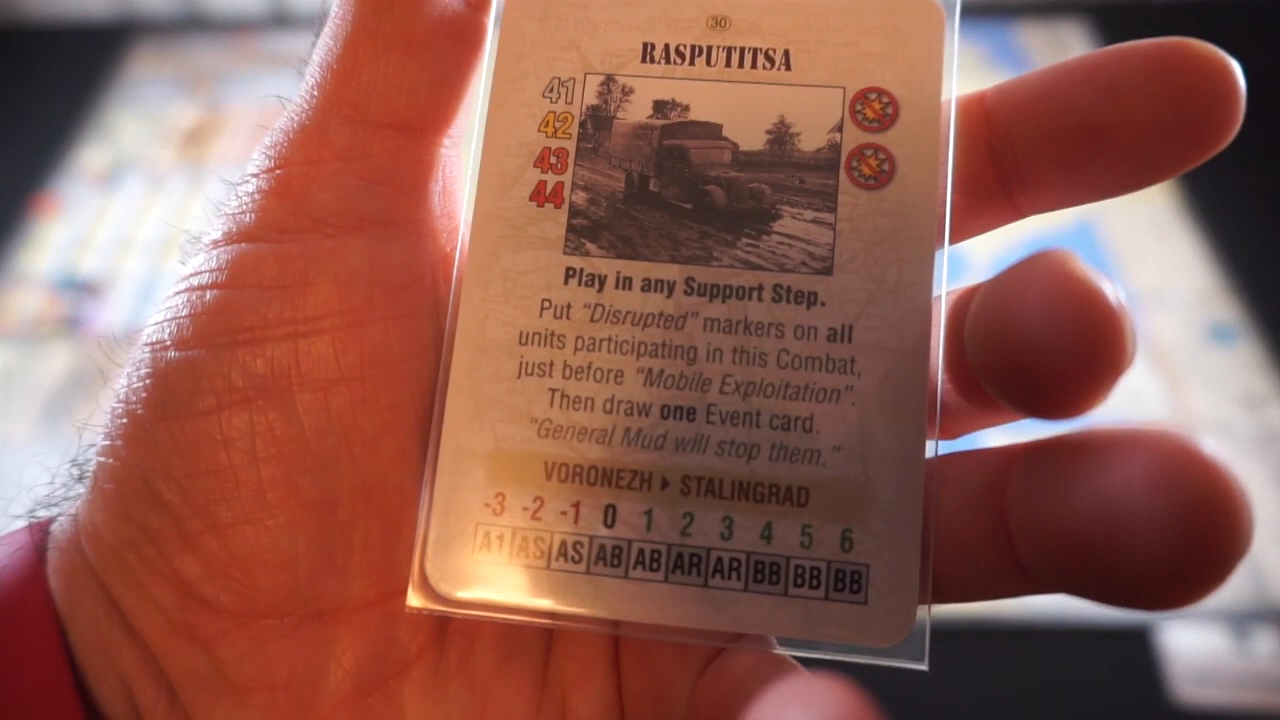 30
RASPUTITSA
41
42
43
44
Play in any Support Step.
Put “Disrupted” markers on all
units participating in this Combat,
just before “Mobile Exploitation”.
Then draw one Event card.
“General Mud will stop them.”
VORONEZH ▸ STALINGRAD
-3 -2 -1 0 1 2 3 4 5 6
A1 AS AS AB AB AR AR BB BB BB